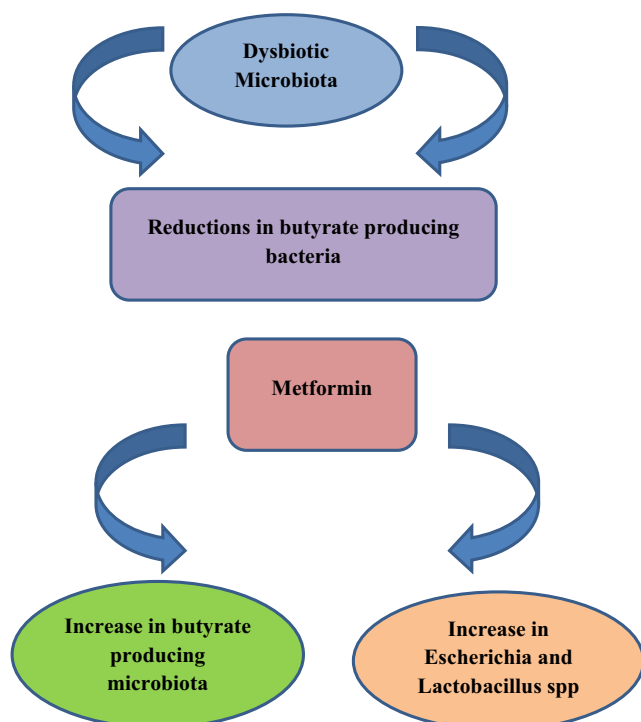 Dysbiotic
Microbiota
Reductions in butyrate producing
bacteria
Metformin
Increase in butyrate
producing
microbiota
Increase in
Escherichia and
Lactobacillus spp